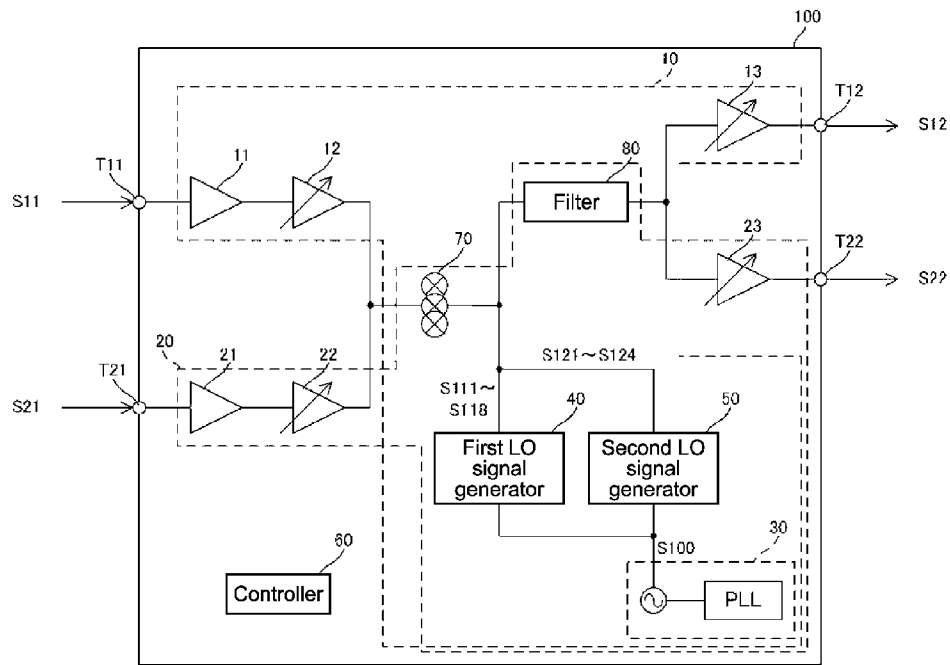 100
10
13
T12
S12
80
T11
11
12
S11
Filter
23
T22
70
S22
20
21
22
T21
S121～S124
S21
S111～
S118
40
50
First LO
signal
generator
Second LO
signal
generator
60
S100
30
Controller
PLL